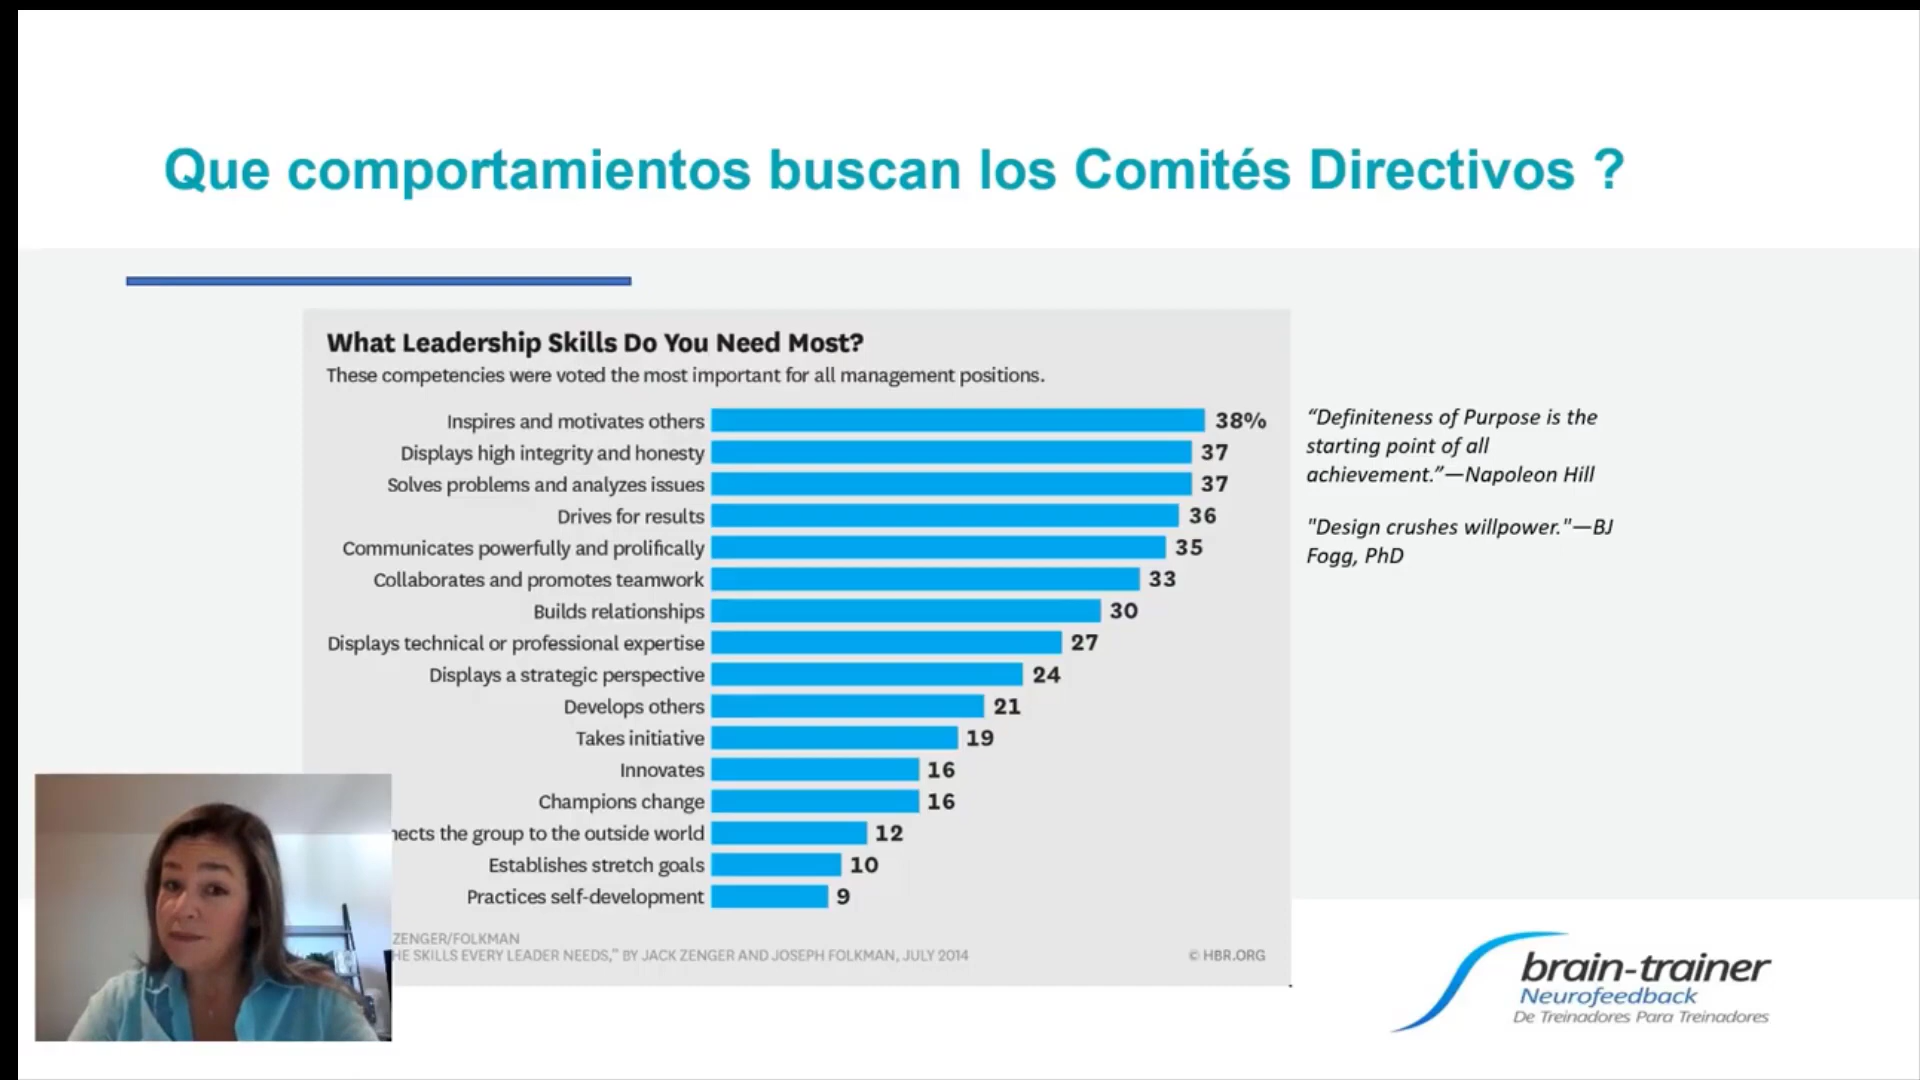 Que comportamientos buscan los Comités Directivos ?
What Leadership Skills Do You Need Most?
These competencies were voted the most important for all management positions.
Inspires and motivates others 38%
Displays high integrity and honesty 37
Solves problems and analyzes issues 37
Drives for results 36
Communicates powerfully and prolifically 35
Collaborates and promotes teamwork 33
Builds relationships 30
Displays technical or professional expertise 27
Displays a strategic perspective 24
Develops others 21
Takes initiative 19
Innovates 16
Champions change 16
the group to the outside world 12
Establishes stretch goals 10
Practices self-development 9
ZENGER/FOLKMAN
SKILLS EVERY LEADER NEEDS,” BY JACK ZENGER AND JOSEPH FOLKMAN, JULY 2014
© HBR.ORG
“Definiteness of Purpose is the
starting point of all
achievement.”—Napoleon Hill
"Design crushes willpower."—BJ
Fogg, PhD
brain-trainer
Neurofeedback
De Treinadores Para Treinadores